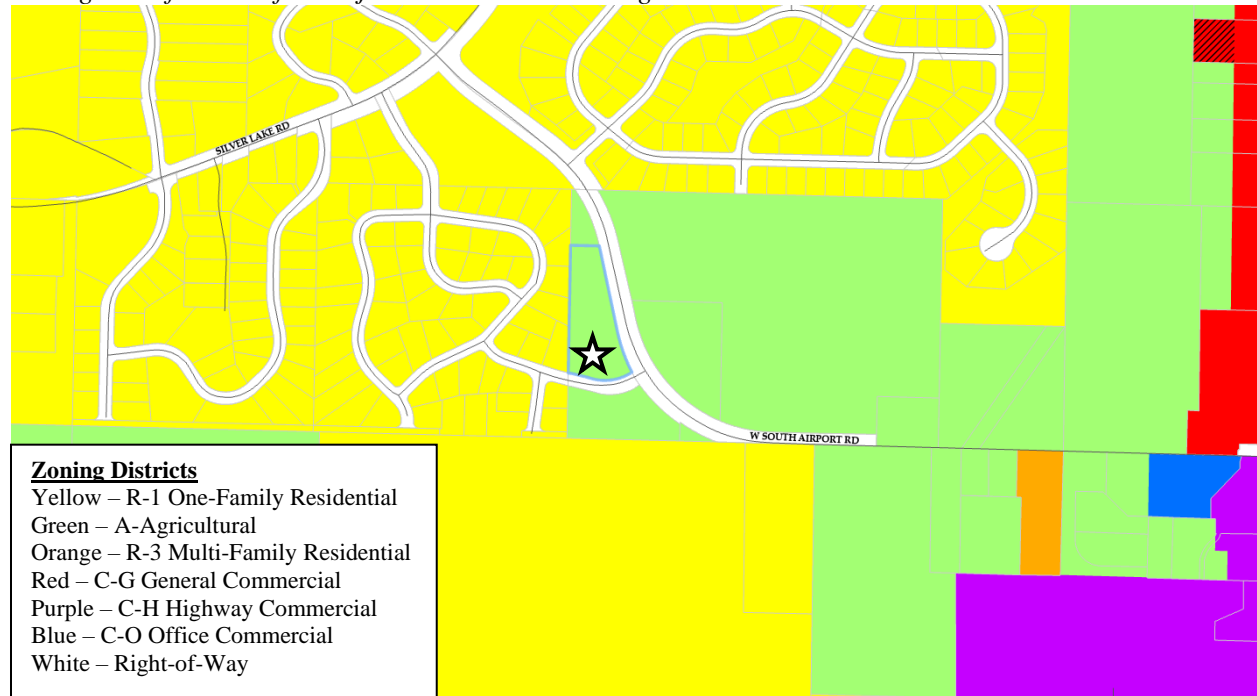 SILVER LAKE RD
W SOUTH AIRPORT RD
Zoning Districts
Yellow – R-1 One-Family Residential
Green – A-Agricultural
Orange – R-3 Multi-Family Residential
Red – C-G General Commercial
Purple – C-H Highway Commercial
Blue – C-O Office Commercial
White – Right-of-Way